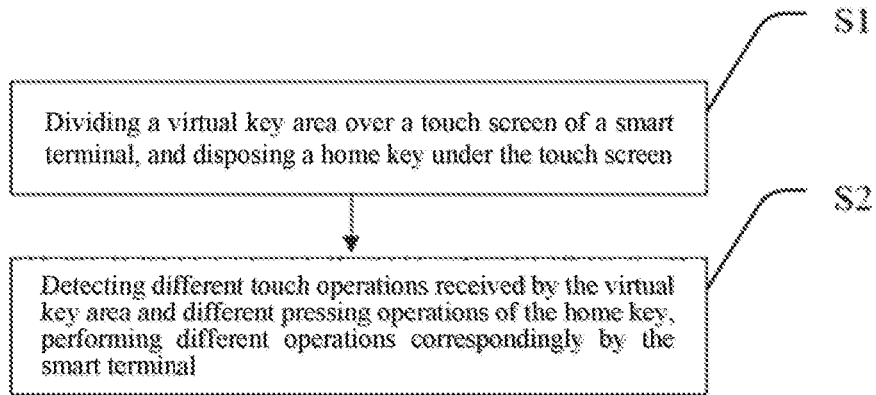 S1
Dividing a virtual key area over a touch screen of a smart
terminal, and disposing a home key under the touch screen
S2
Detecting different touch operations received by the virtual
key area and different pressing operations of the home key,
performing different operations correspondingly by the
smart terminal